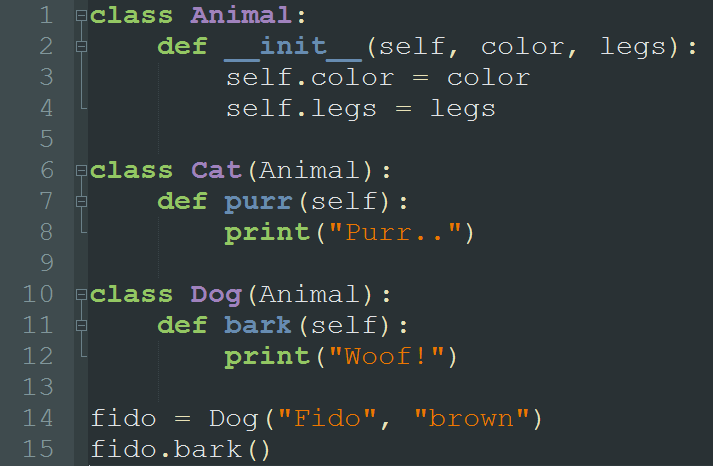 1 class Animal:
2     def __init__(self, color, legs):
3         self.color = color
4         self.legs = legs
5
6 class Cat(Animal):
7     def purr(self):
8         print("Purr..")
9
10 class Dog(Animal):
11     def bark(self):
12         print("Woof!")
13
14 fido = Dog("Fido", "brown")
15 fido.bark()